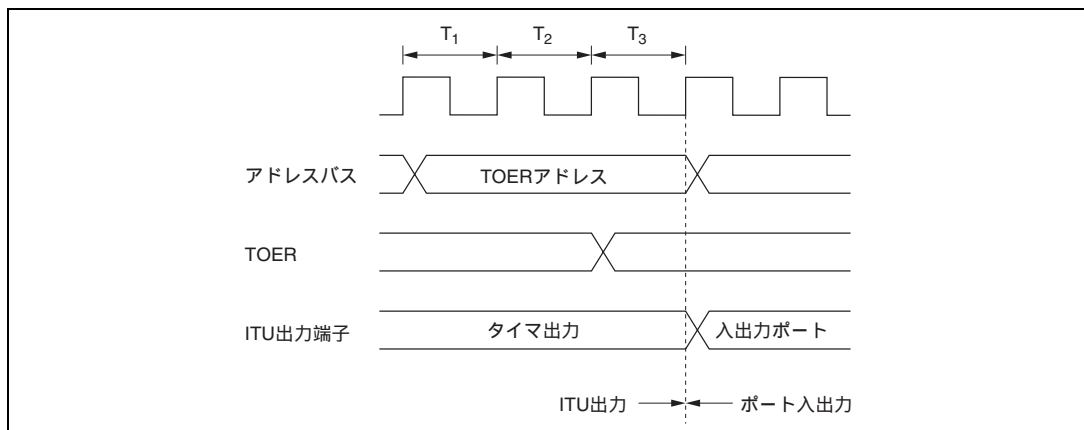 T₁ T₂ T₃
アドレスバス TOERアドレス
TOER
ITU出力端子 タイマ出力 入出力ポート
ITU出力 ポート入出力